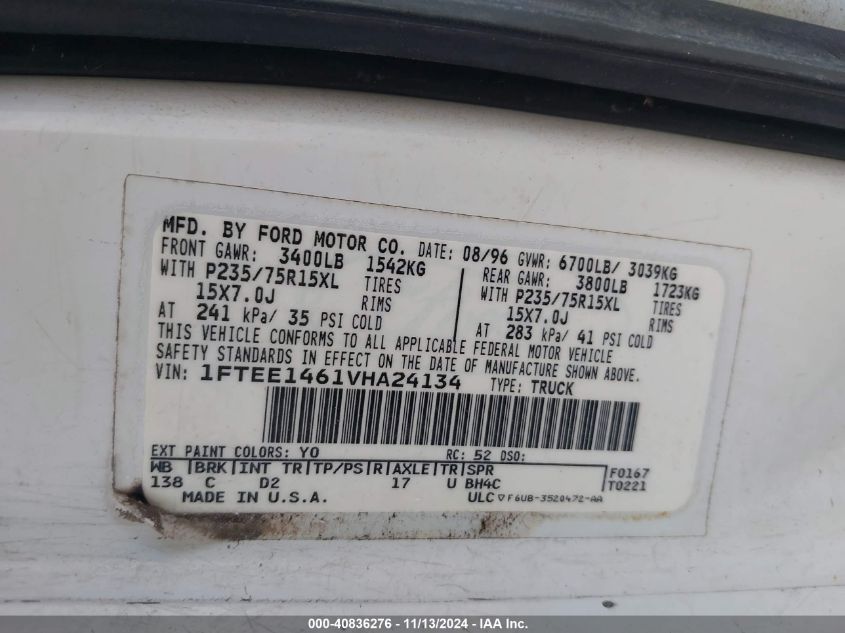 MFD. BY FORD MOTOR CO. DATE: 08/96 GVWR: 6700LB/ 3039KG
FRONT GAWR: 3400LB 1542KG REAR GAWR: 3800LB 1723KG
WITH P235/75R15XL TIRES WITH P235/75R15XL TIRES
15X7.0J RIMS 15X7.0J RIMS
AT 241 kPa/ 35 PSI COLD AT 283 kPa/ 41 PSI COLD
THIS VEHICLE CONFORMS TO ALL APPLICABLE FEDERAL MOTOR VEHICLE
SAFETY STANDARDS IN EFFECT ON THE DATE OF MANUFACTURE SHOWN ABOVE.
VIN: 1FTEE1461VHA24134 TYPE: TRUCK
EXT PAINT COLORS: YO RC: 52 DSO:
WB BRK INT TR TP/PS R AXLE TR SPR F0167
138 C D2 17 U BH4C T0221
MADE IN U.S.A. ULC ▽F6UB-3520472-AA
000-40836276 - 11/13/2024 - IAA Inc.